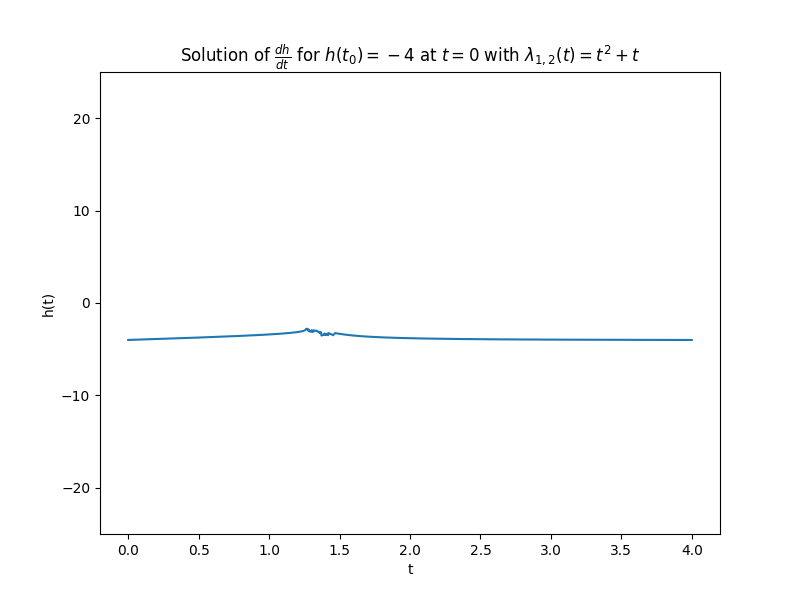 Solution of $\frac{dh}{dt}$ for $h(t_0) = -4$ at $t = 0$ with $\lambda_{1,2}(t) = t^2 + t$
20
10
0
−10
−20
h(t)
0.0 0.5 1.0 1.5 2.0 2.5 3.0 3.5 4.0
t